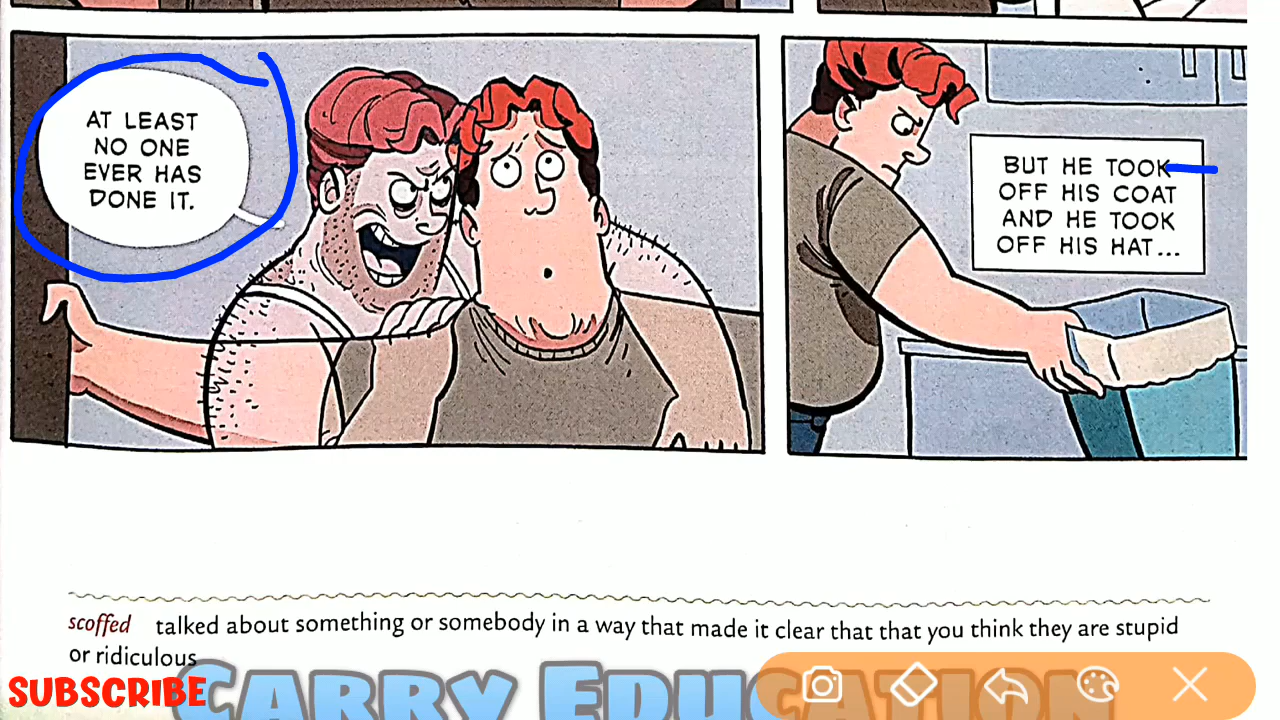 AT LEAST
NO ONE
EVER HAS
DONE IT.
BUT HE TOOK
OFF HIS COAT
AND HE TOOK
OFF HIS HAT...
scoffed talked about something or somebody in a way that made it clear that that you think they are stupid
or ridiculous
SUBSCRIBE
CARRY EDUCATION